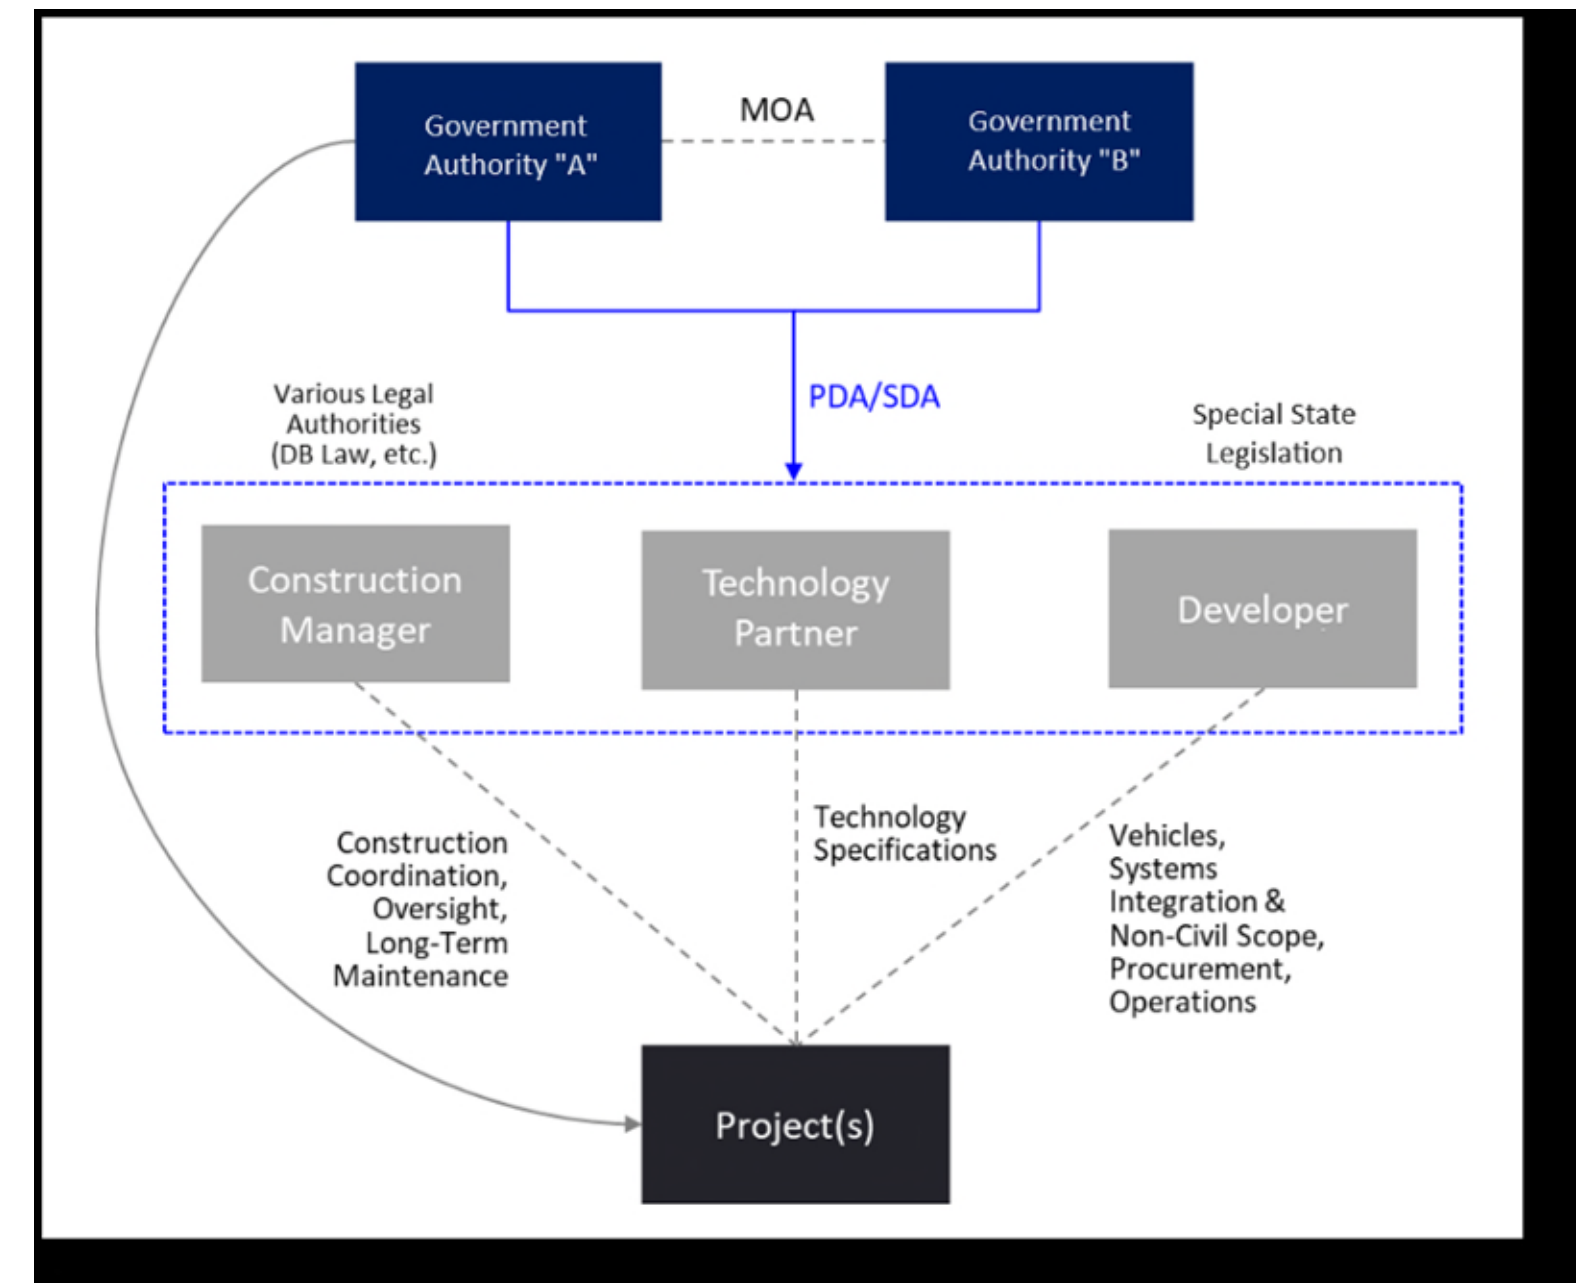 Government
Authority "A"
MOA
Government
Authority "B"
PDA/SDA
Various Legal
Authorities
(DB Law, etc.)
Special State
Legislation
Construction
Manager
Technology
Partner
Developer
Construction
Coordination,
Oversight,
Long-Term
Maintenance
Technology
Specifications
Vehicles,
Systems
Integration &
Non-Civil Scope,
Procurement,
Operations
Project(s)